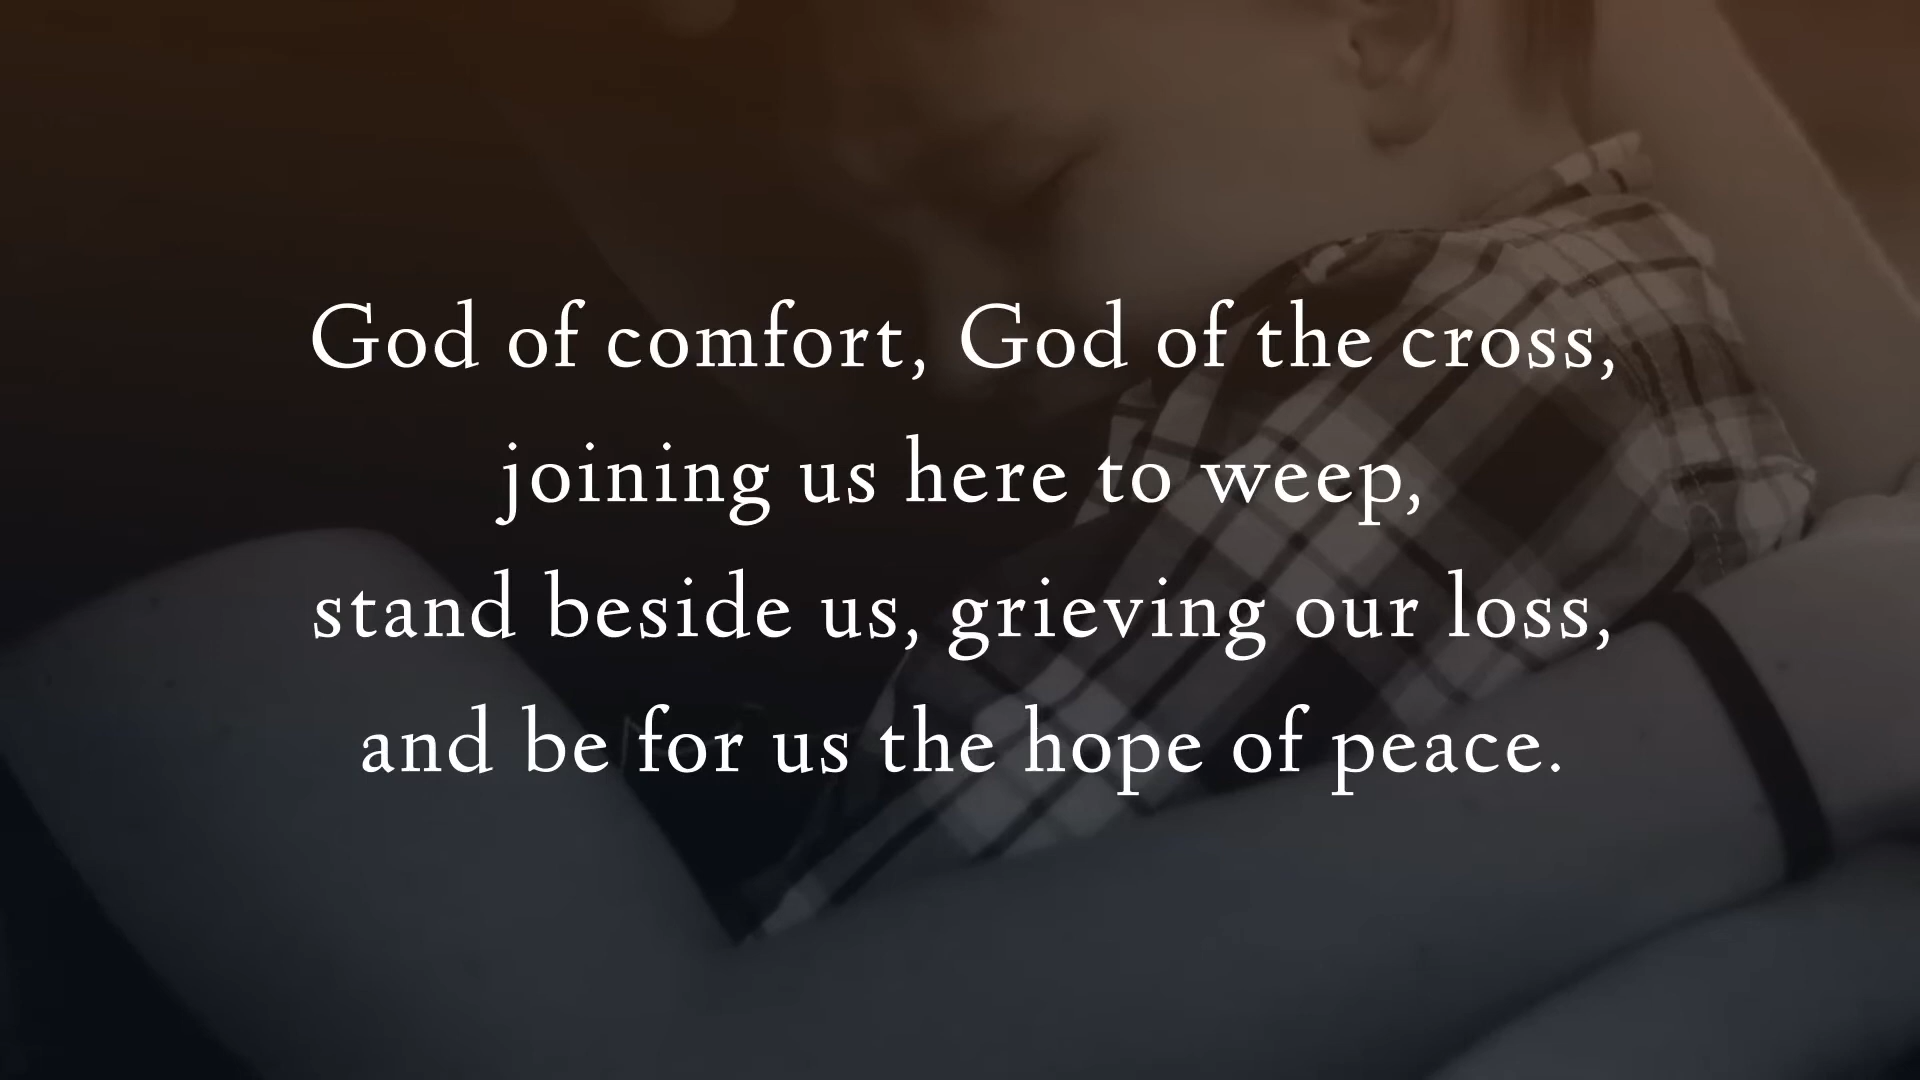 God of comfort, God of the cross,
joining us here to weep,
stand beside us, grieving our loss,
and be for us the hope of peace.